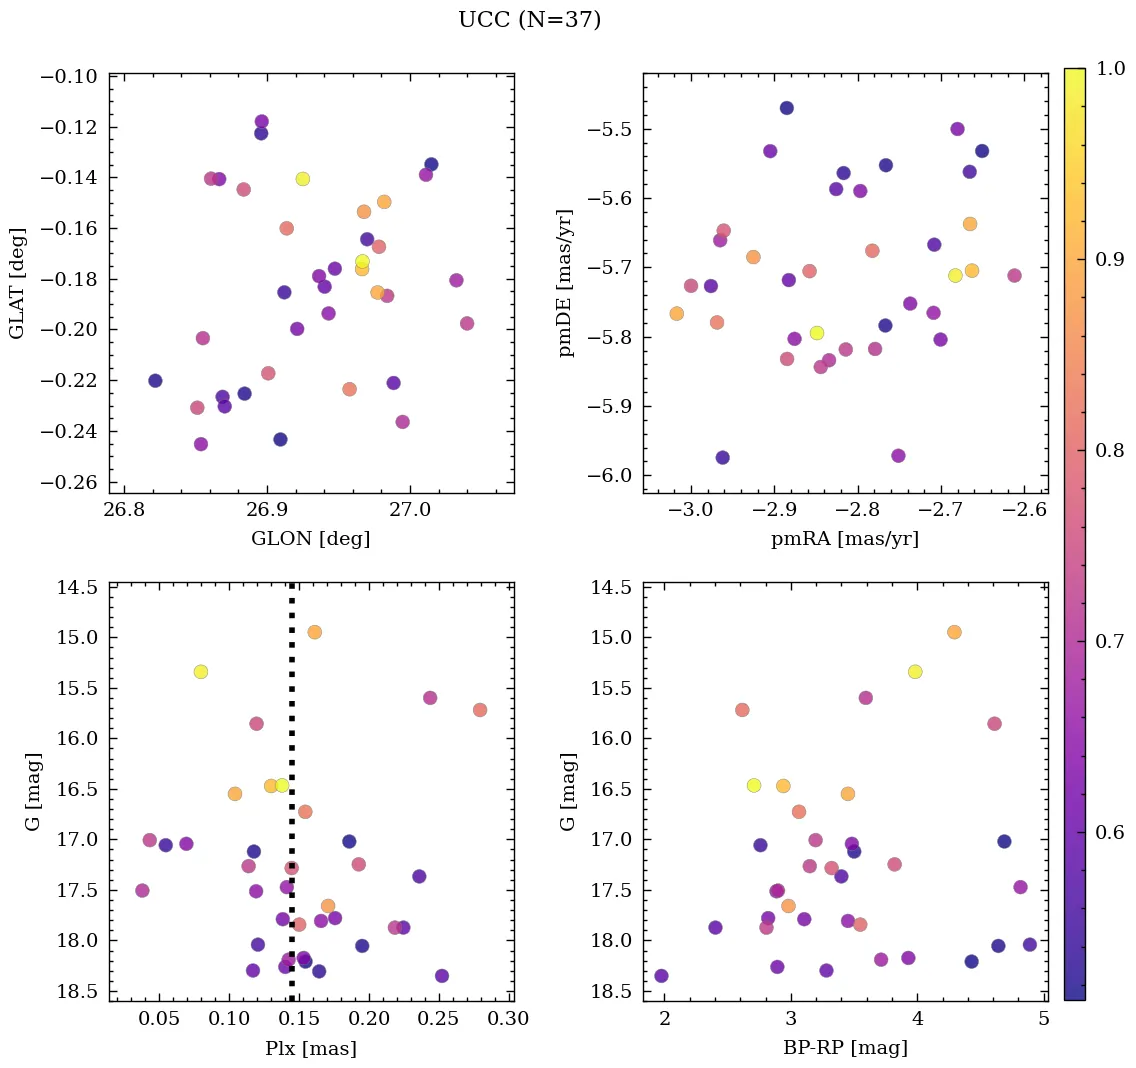 UCC (N=37)
−0.10
−0.12
−0.14
−0.16
−0.18
−0.20
−0.22
−0.24
−0.26
GLAT [deg]
26.8 26.9 27.0
GLON [deg]
−5.5
−5.6
−5.7
−5.8
−5.9
−6.0
pmDE [mas/yr]
−3.0 −2.9 −2.8 −2.7 −2.6
pmRA [mas/yr]
14.5
15.0
15.5
16.0
16.5
17.0
17.5
18.0
18.5
G [mag]
0.05 0.10 0.15 0.20 0.25 0.30
Plx [mas]
14.5
15.0
15.5
16.0
16.5
17.0
17.5
18.0
18.5
G [mag]
2 3 4 5
BP-RP [mag]
1.0
0.9
0.8
0.7
0.6